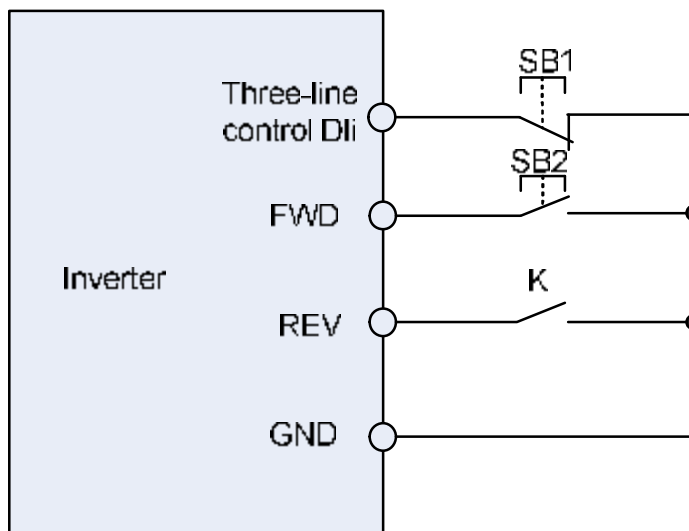 SB1
Three-line
control DIi
SB2
FWD
Inverter
K
REV
GND